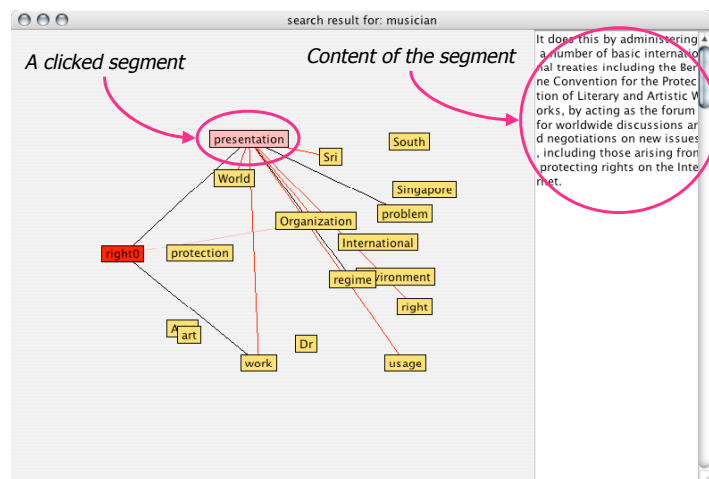 search result for: musician
A clicked segment
Content of the segment
It does this by administering
a number of basic internatio
nal treaties including the Ber
ne Convention for the Protec
tion of Literary and Artistic W
orks, by acting as the forum
for worldwide discussions an
d negotiations on new issues
, including those arising from
protecting rights on the Inte
rnet.
presentation
South
Sri
World
Singapore
problem
Organization
International
right0
protection
regime
vironment
right
A
art
Dr
work
usage